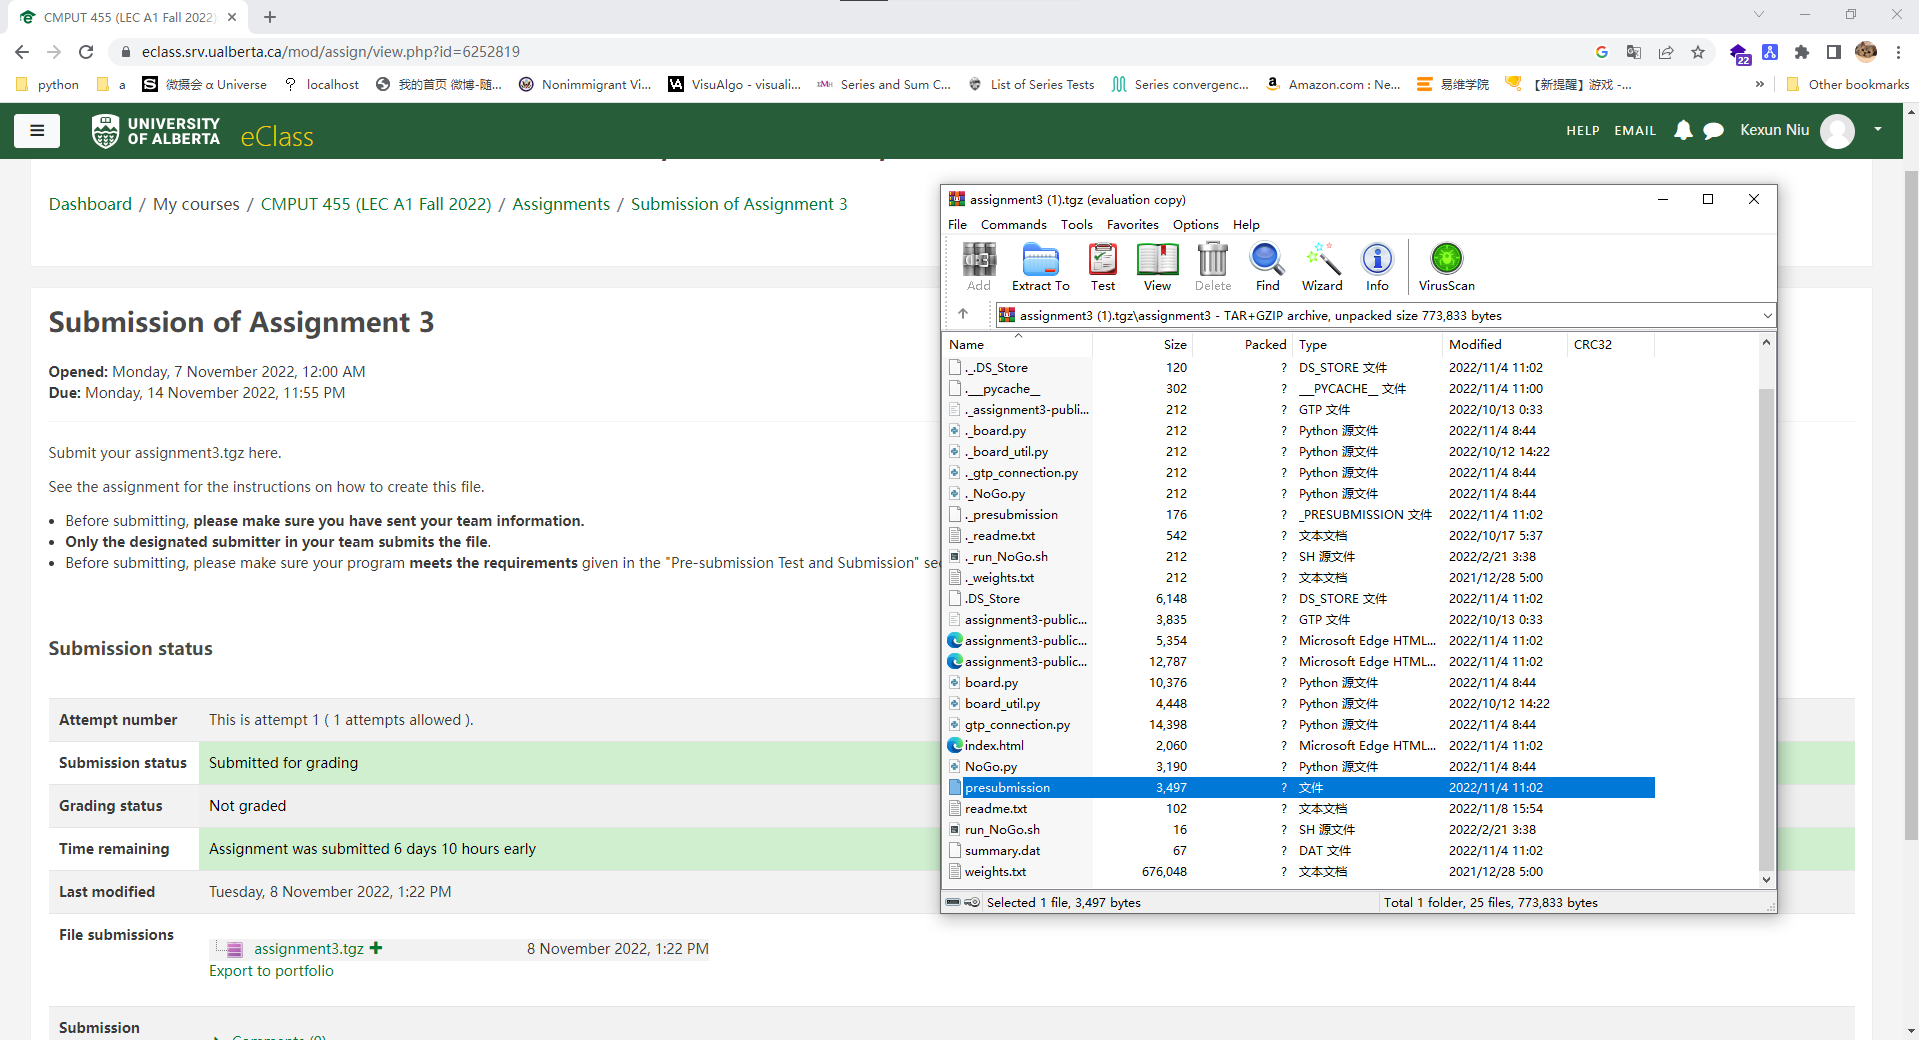 CMPUT 455 (LEC A1 Fall 2022)
eclass.srv.ualberta.ca/mod/assign/view.php?id=6252819
22
python
a
微摄会 α Universe
localhost
我的首页 微博-随...
Nonimmigrant Vi...
VisuAlgo - visuali...
Series and Sum C...
List of Series Tests
Series convergenc...
Amazon.com : Ne...
易维学院
【新提醒】游戏 -...
»
Other bookmarks
UNIVERSITY
OF ALBERTA
eClass
HELP
EMAIL
Kexun Niu
Dashboard / My courses / CMPUT 455 (LEC A1 Fall 2022) / Assignments / Submission of Assignment 3
Submission of Assignment 3
Opened: Monday, 7 November 2022, 12:00 AM
Due: Monday, 14 November 2022, 11:55 PM
Submit your assignment3.tgz here.
See the assignment for the instructions on how to create this file.
• Before submitting, please make sure you have sent your team information.
• Only the designated submitter in your team submits the file.
• Before submitting, please make sure your program meets the requirements given in the "Pre-submission Test and Submission" sec
Submission status
Attempt number This is attempt 1 ( 1 attempts allowed ).
Submission status Submitted for grading
Grading status Not graded
Time remaining Assignment was submitted 6 days 10 hours early
Last modified Tuesday, 8 November 2022, 1:22 PM
File submissions
assignment3.tgz 8 November 2022, 1:22 PM
Export to portfolio
Submission
Comments (0)
assignment3 (1).tgz (evaluation copy)
File Commands Tools Favorites Options Help
Add Extract To Test View Delete Find Wizard Info VirusScan
assignment3 (1).tgz\assignment3 - TAR+GZIP archive, unpacked size 773,833 bytes
Name Size Packed Type Modified CRC32
._.DS_Store 120 ? DS_STORE 文件 2022/11/4 11:02
.__pycache__ 302 ? __PYCACHE__ 文件 2022/11/4 11:00
._assignment3-publi... 212 ? GTP 文件 2022/10/13 0:33
._board.py 212 ? Python 源文件 2022/11/4 8:44
._board_util.py 212 ? Python 源文件 2022/10/12 14:22
._gtp_connection.py 212 ? Python 源文件 2022/11/4 8:44
._NoGo.py 212 ? Python 源文件 2022/11/4 8:44
._presubmission 176 ? _PRESUBMISSION 文件 2022/11/4 11:02
._readme.txt 542 ? 文本文档 2022/10/17 5:37
._run_NoGo.sh 212 ? SH 源文件 2022/2/21 3:38
._weights.txt 212 ? 文本文档 2021/12/28 5:00
.DS_Store 6,148 ? DS_STORE 文件 2022/11/4 11:02
assignment3-public... 3,835 ? GTP 文件 2022/10/13 0:33
assignment3-public... 5,354 ? Microsoft Edge HTML... 2022/11/4 11:02
assignment3-public... 12,787 ? Microsoft Edge HTML... 2022/11/4 11:02
board.py 10,376 ? Python 源文件 2022/11/4 8:44
board_util.py 4,448 ? Python 源文件 2022/10/12 14:22
gtp_connection.py 14,398 ? Python 源文件 2022/11/4 8:44
index.html 2,060 ? Microsoft Edge HTML... 2022/11/4 11:02
NoGo.py 3,190 ? Python 源文件 2022/11/4 8:44
presubmission 3,497 ? 文件 2022/11/4 11:02
readme.txt 102 ? 文本文档 2022/11/8 15:54
run_NoGo.sh 16 ? SH 源文件 2022/2/21 3:38
summary.dat 67 ? DAT 文件 2022/11/4 11:02
weights.txt 676,048 ? 文本文档 2021/12/28 5:00
Selected 1 file, 3,497 bytes
Total 1 folder, 25 files, 773,833 bytes